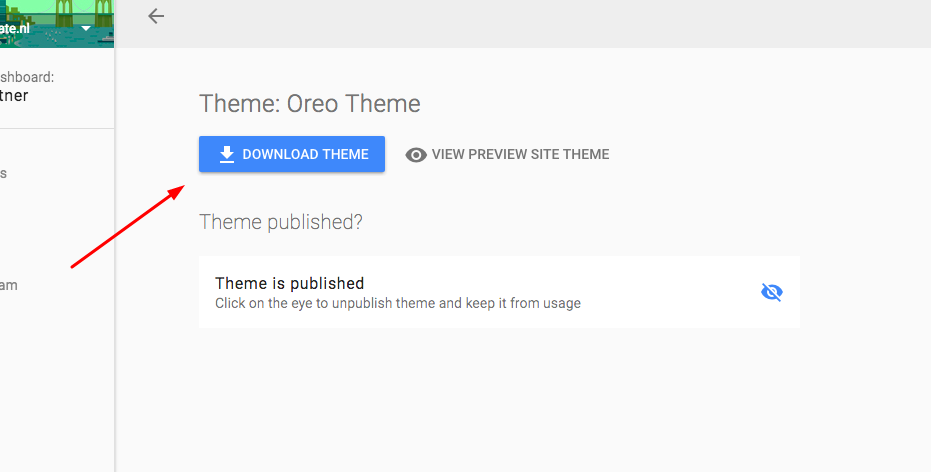 ate.nl
shboard:
tner
Theme: Oreo Theme
DOWNLOAD THEME
VIEW PREVIEW SITE THEME
s
Theme published?
am
Theme is published
Click on the eye to unpublish theme and keep it from usage